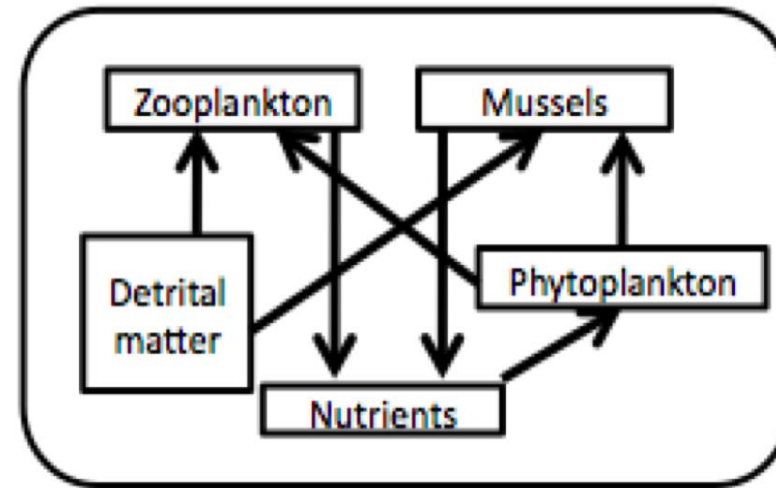 Zooplankton
Mussels
Detrital
matter
Phytoplankton
Nutrients